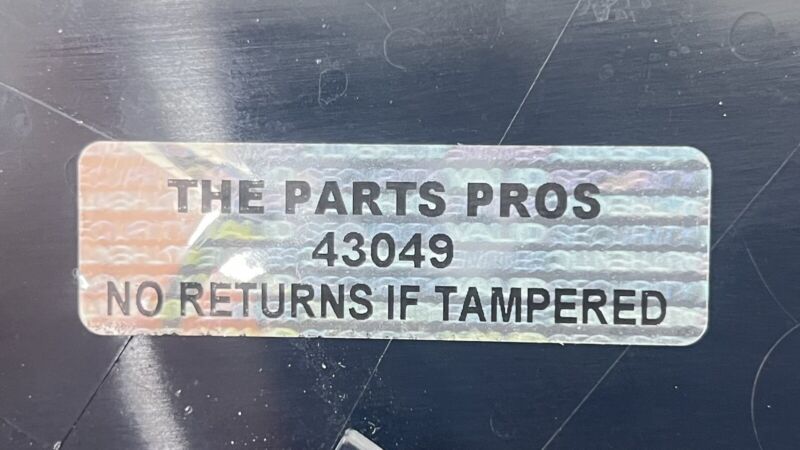 THE PARTS PROS
43049
NO RETURNS IF TAMPERED